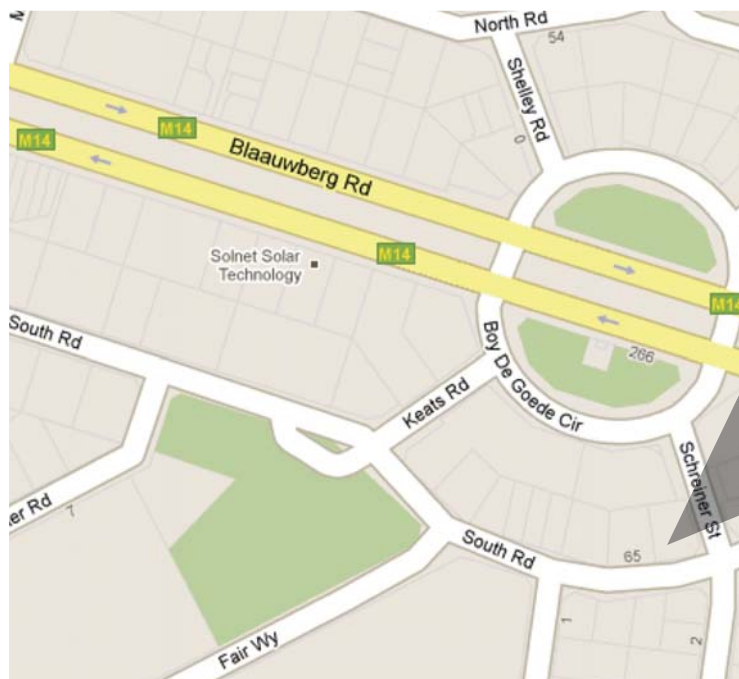 North Rd
54
Shelley Rd
0
M14
M14
Blaauwberg Rd
M14
Solnet Solar
Technology
M14
266
South Rd
Boy De Goede Cir
Keats Rd
Schreiner St
er Rd
7
South Rd
65
1
2
Fair Wy